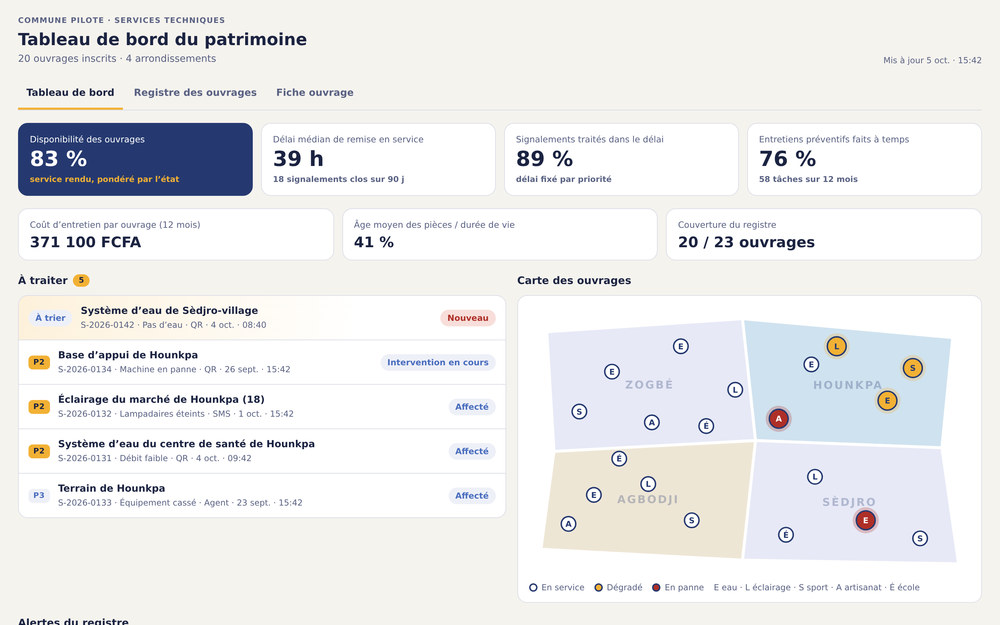 COMMUNE PILOTE · SERVICES TECHNIQUES
Tableau de bord du patrimoine
20 ouvrages inscrits · 4 arrondissements
Mis à jour 5 oct. · 15:42
Tableau de bord
Registre des ouvrages
Fiche ouvrage
Disponibilité des ouvrages
83 %
service rendu, pondéré par l’état
Délai médian de remise en service
39 h
18 signalements clos sur 90 j
Signalements traités dans le délai
89 %
délai fixé par priorité
Entretiens préventifs faits à temps
76 %
58 tâches sur 12 mois
Coût d’entretien par ouvrage (12 mois)
371 100 FCFA
Âge moyen des pièces / durée de vie
41 %
Couverture du registre
20 / 23 ouvrages
À traiter 5
À trier
Système d’eau de Sèdjro-village
S-2026-0142 · Pas d’eau · QR · 4 oct. · 08:40
Nouveau
P2
Base d’appui de Hounkpa
S-2026-0134 · Machine en panne · QR · 26 sept. · 15:42
Intervention en cours
P2
Éclairage du marché de Hounkpa (18)
S-2026-0132 · Lampadaires éteints · SMS · 1 oct. · 15:42
Affecté
P2
Système d’eau du centre de santé de Hounkpa
S-2026-0131 · Débit faible · QR · 4 oct. · 09:42
Affecté
P3
Terrain de Hounkpa
S-2026-0133 · Équipement cassé · Agent · 23 sept. · 15:42
Affecté
Carte des ouvrages
E
E
ZOGBÉ
L
S
A
É
L
E
S
HOUNKPA
E
A
É
L
E
AGBODJI
A
S
L
SÈDJRO
E
É
S
En service
Dégradé
En panne
E eau · L éclairage · S sport · A artisanat · É école
Alertes du registre